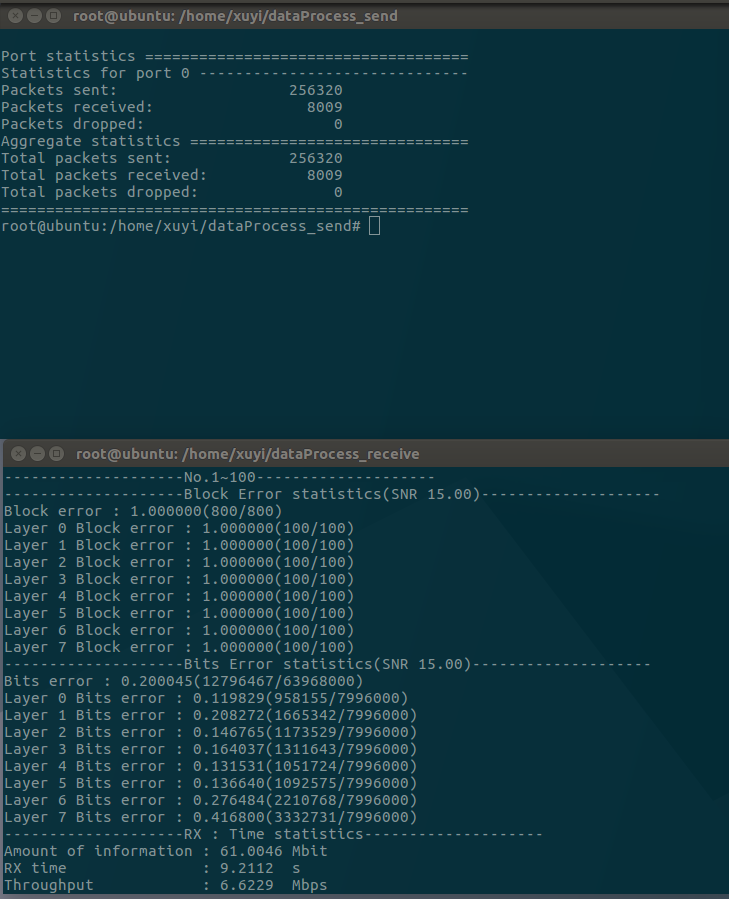 root@ubuntu: /home/xuyi/dataProcess_send
Port statistics ====================================
Statistics for port 0 ------------------------------
Packets sent: 256320
Packets received: 8009
Packets dropped: 0
Aggregate statistics ===============================
Total packets sent: 256320
Total packets received: 8009
Total packets dropped: 0
====================================================
root@ubuntu:/home/xuyi/dataProcess_send#
root@ubuntu: /home/xuyi/dataProcess_receive
--------------------No.1~100--------------------
--------------------Block Error statistics(SNR 15.00)--------------------
Block error : 1.000000(800/800)
Layer 0 Block error : 1.000000(100/100)
Layer 1 Block error : 1.000000(100/100)
Layer 2 Block error : 1.000000(100/100)
Layer 3 Block error : 1.000000(100/100)
Layer 4 Block error : 1.000000(100/100)
Layer 5 Block error : 1.000000(100/100)
Layer 6 Block error : 1.000000(100/100)
Layer 7 Block error : 1.000000(100/100)
--------------------Bits Error statistics(SNR 15.00)--------------------
Bits error : 0.200045(12796467/63968000)
Layer 0 Bits error : 0.119829(958155/7996000)
Layer 1 Bits error : 0.208272(1665342/7996000)
Layer 2 Bits error : 0.146765(1173529/7996000)
Layer 3 Bits error : 0.164037(1311643/7996000)
Layer 4 Bits error : 0.131531(1051724/7996000)
Layer 5 Bits error : 0.136640(1092575/7996000)
Layer 6 Bits error : 0.276484(2210768/7996000)
Layer 7 Bits error : 0.416800(3332731/7996000)
--------------------RX : Time statistics--------------------
Amount of information : 61.0046 Mbit
RX time : 9.2112 s
Throughput : 6.6229 Mbps